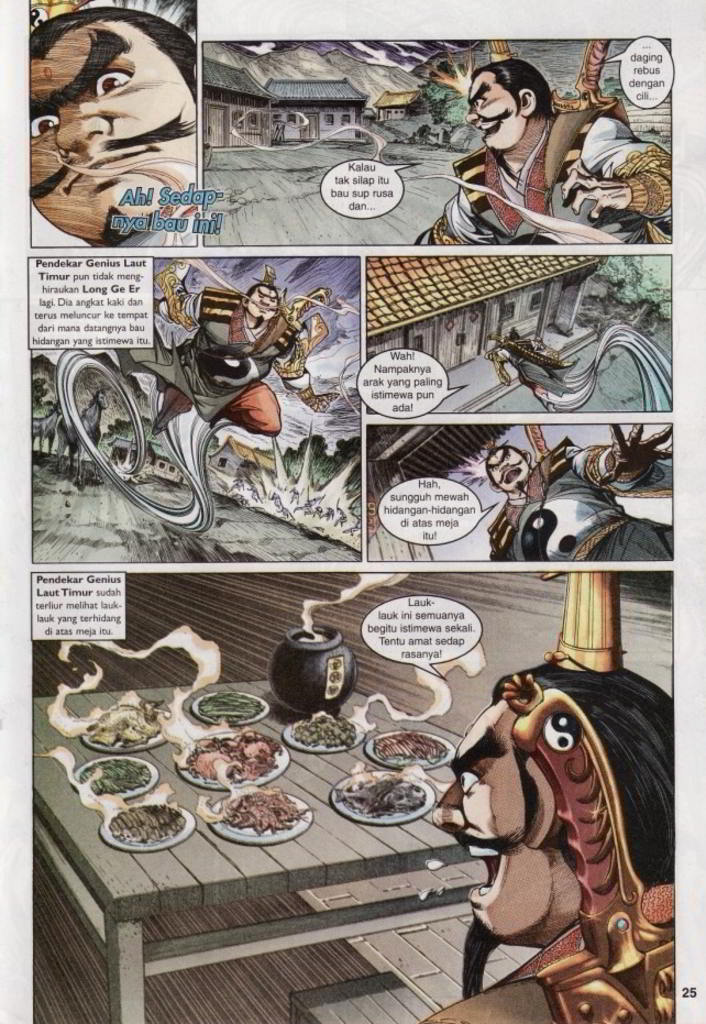 Ah! Sedap-
nya bau ini!
Kalau
tak silap itu
bau sup rusa
dan...
...
daging
rebus
dengan
cili...
Pendekar Genius Laut
Timur pun tidak meng-
hiraukan Long Ge Er
lagi. Dia angkat kaki dan
terus meluncur ke tempat
dari mana datangnya bau
hidangan yang istimewa itu.
Wah!
Nampaknya
arak yang paling
istimewa pun
ada!
Hah,
sungguh mewah
hidangan-hidangan
di atas meja
itu!
Pendekar Genius
Laut Timur sudah
terliur melihat lauk-
lauk yang terhidang
di atas meja itu.
Lauk-
lauk ini semuanya
begitu istimewa sekali.
Tentu amat sedap
rasanya!
25